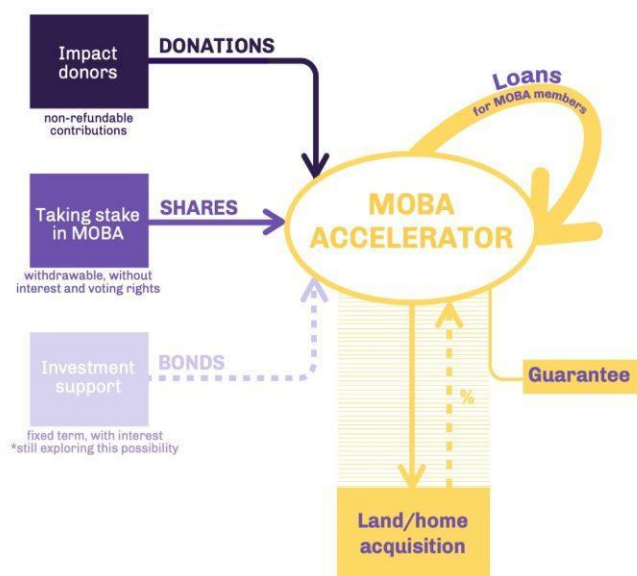 Impact
donors
DONATIONS
non-refundable
contributions
Loans
for MOBA members
Taking stake
in MOBA
SHARES
withdrawable, without
interest and voting rights
MOBA
ACCELERATOR
Investment
support
BONDS
fixed term, with interest
*still exploring this possibility
Guarantee
%
Land/home
acquisition